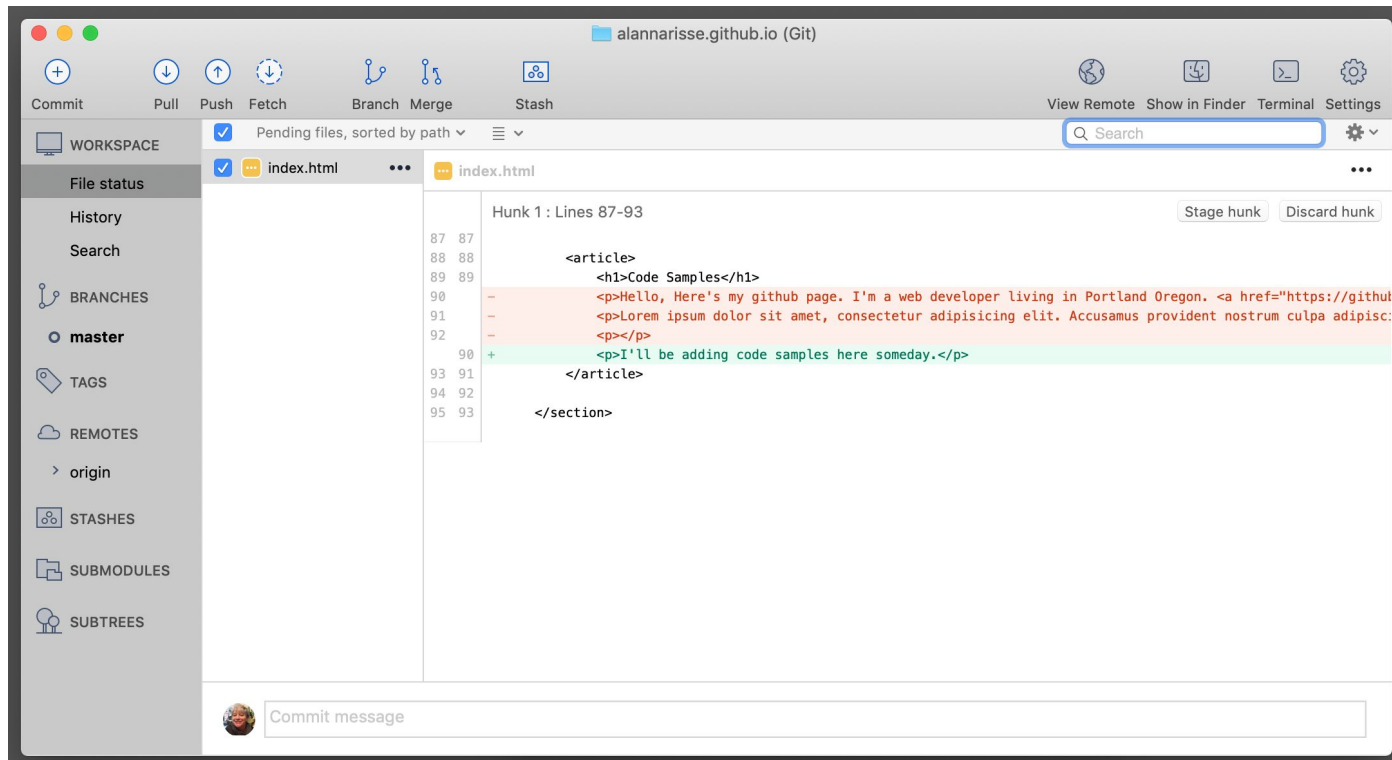 alannarisse.github.io (Git)
Commit Pull Push Fetch Branch Merge Stash View Remote Show in Finder Terminal Settings
WORKSPACE
File status
History
Search
BRANCHES
master
TAGS
REMOTES
origin
STASHES
SUBMODULES
SUBTREES
Pending files, sorted by path
Search
index.html
index.html
Hunk 1 : Lines 87-93
Stage hunk Discard hunk
87 87
88 88 <article>
89 89 <h1>Code Samples</h1>
90 - <p>Hello, Here's my github page. I'm a web developer living in Portland Oregon. <a href="https://github
91 - <p>Lorem ipsum dolor sit amet, consectetur adipisicing elit. Accusamus provident nostrum culpa adipisc
92 - <p></p>
90 + <p>I'll be adding code samples here someday.</p>
93 91 </article>
94 92
95 93 </section>
Commit message